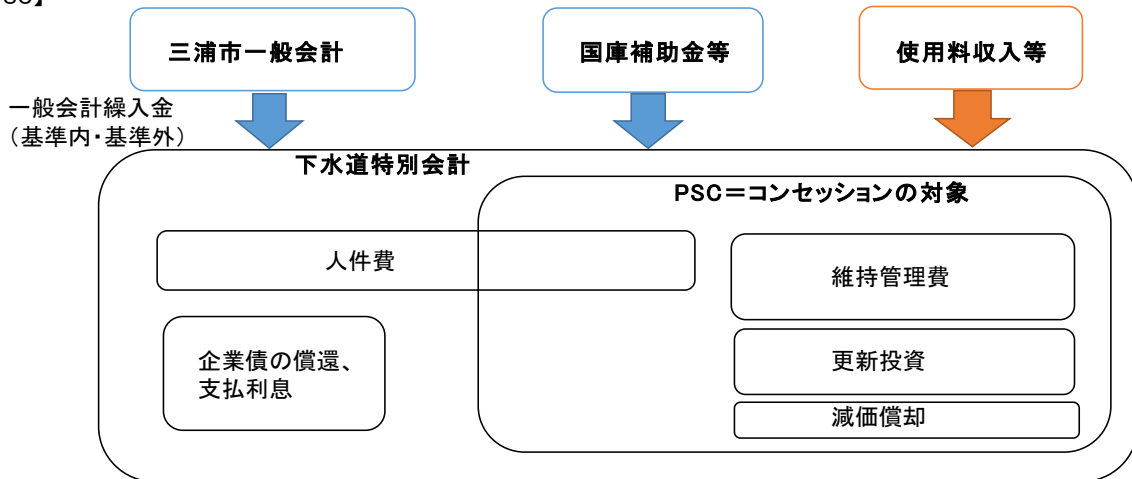 三浦市一般会計
国庫補助金等
使用料収入等
一般会計繰入金
（基準内・基準外）
下水道特別会計
PSC＝コンセッションの対象
人件費
維持管理費
企業債の償還、
支払利息
更新投資
減価償却